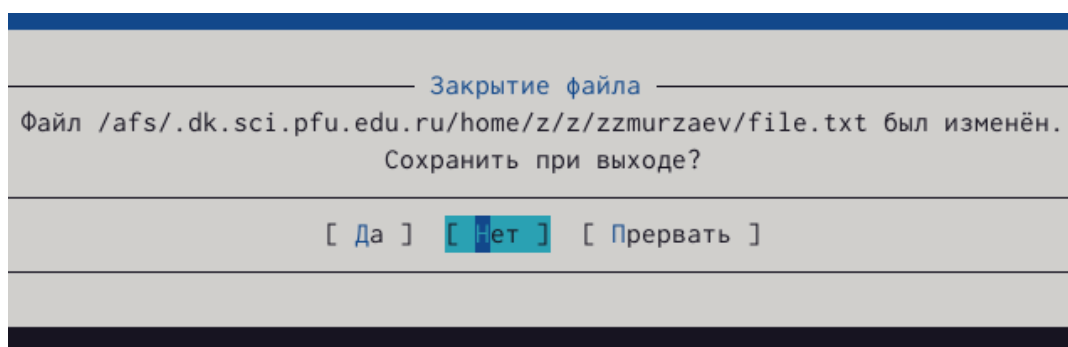 Закрытие файла
Файл /afs/.dk.sci.pfu.edu.ru/home/z/z/zzmurzaev/file.txt был изменён.
Сохранить при выходе?
[ Да ] [ Нет ] [ Прервать ]